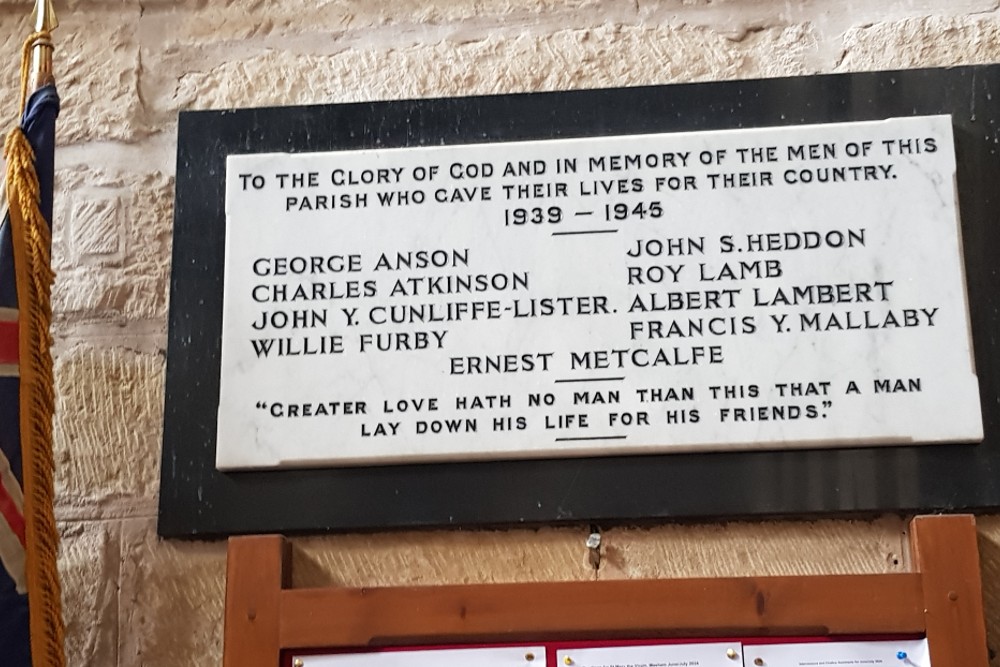 TO THE GLORY OF GOD AND IN MEMORY OF THE MEN OF THIS
PARISH WHO GAVE THEIR LIVES FOR THEIR COUNTRY.
1939 – 1945
GEORGE ANSON
CHARLES ATKINSON
JOHN Y. CUNLIFFE-LISTER.
WILLIE FURBY
JOHN S. HEDDON
ROY LAMB
ALBERT LAMBERT
FRANCIS Y. MALLABY
ERNEST METCALFE
“GREATER LOVE HATH NO MAN THAN THIS THAT A MAN
LAY DOWN HIS LIFE FOR HIS FRIENDS.”